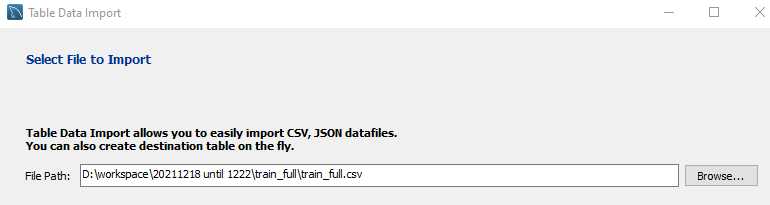 Table Data Import
Select File to Import
Table Data Import allows you to easily import CSV, JSON datafiles.
You can also create destination table on the fly.
File Path: D:\workspace\20211218 until 1222\train_full\train_full.csv Browse...